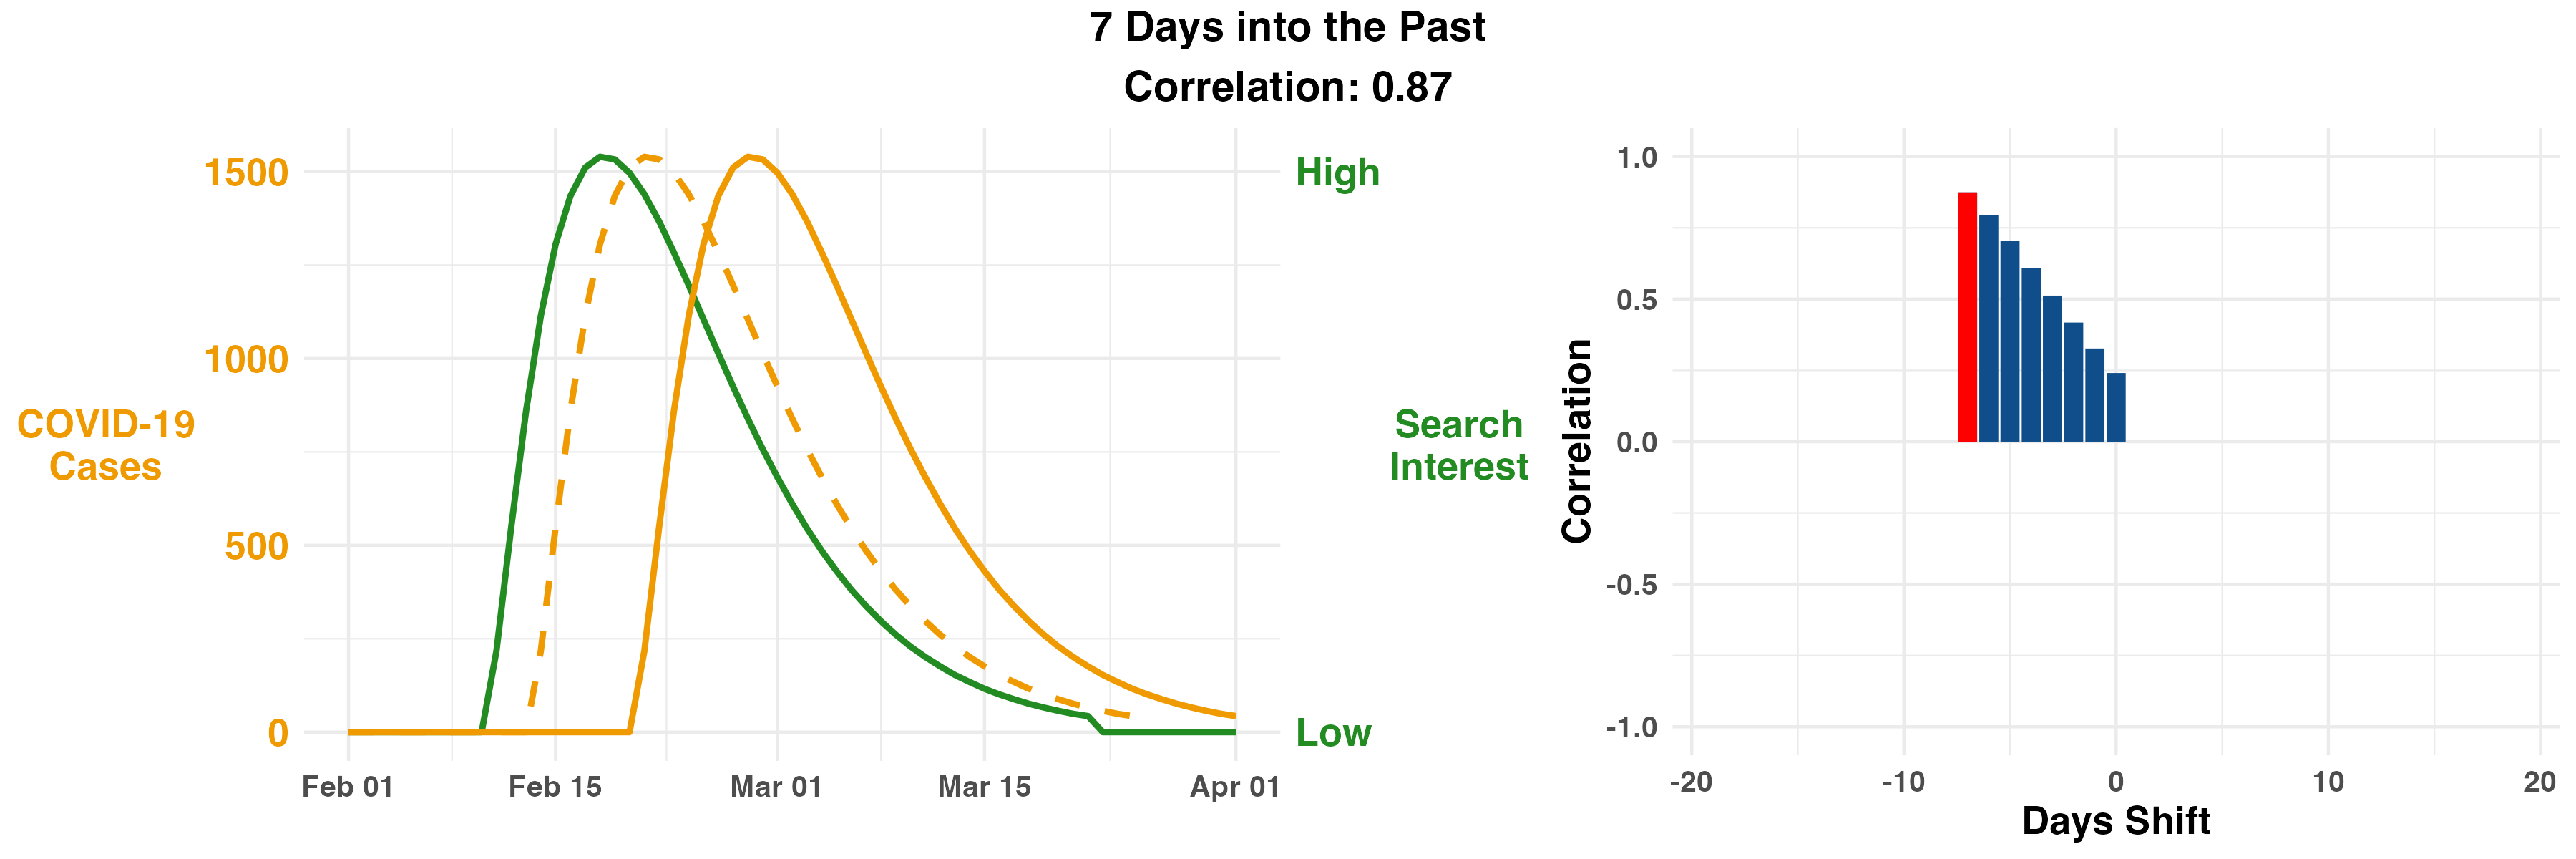 7 Days into the Past
Correlation: 0.87
1500
1000
500
0
COVID-19
Cases
Feb 01
Feb 15
Mar 01
Mar 15
Apr 01
High
Low
Search
Interest
Correlation
1.0
0.5
0.0
-0.5
-1.0
-20
-10
0
10
20
Days Shift